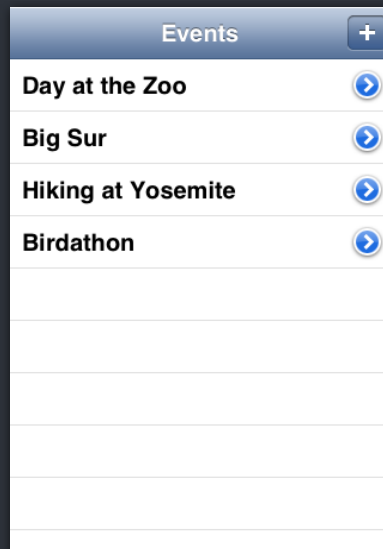 Events
+
Day at the Zoo
Big Sur
Hiking at Yosemite
Birdathon